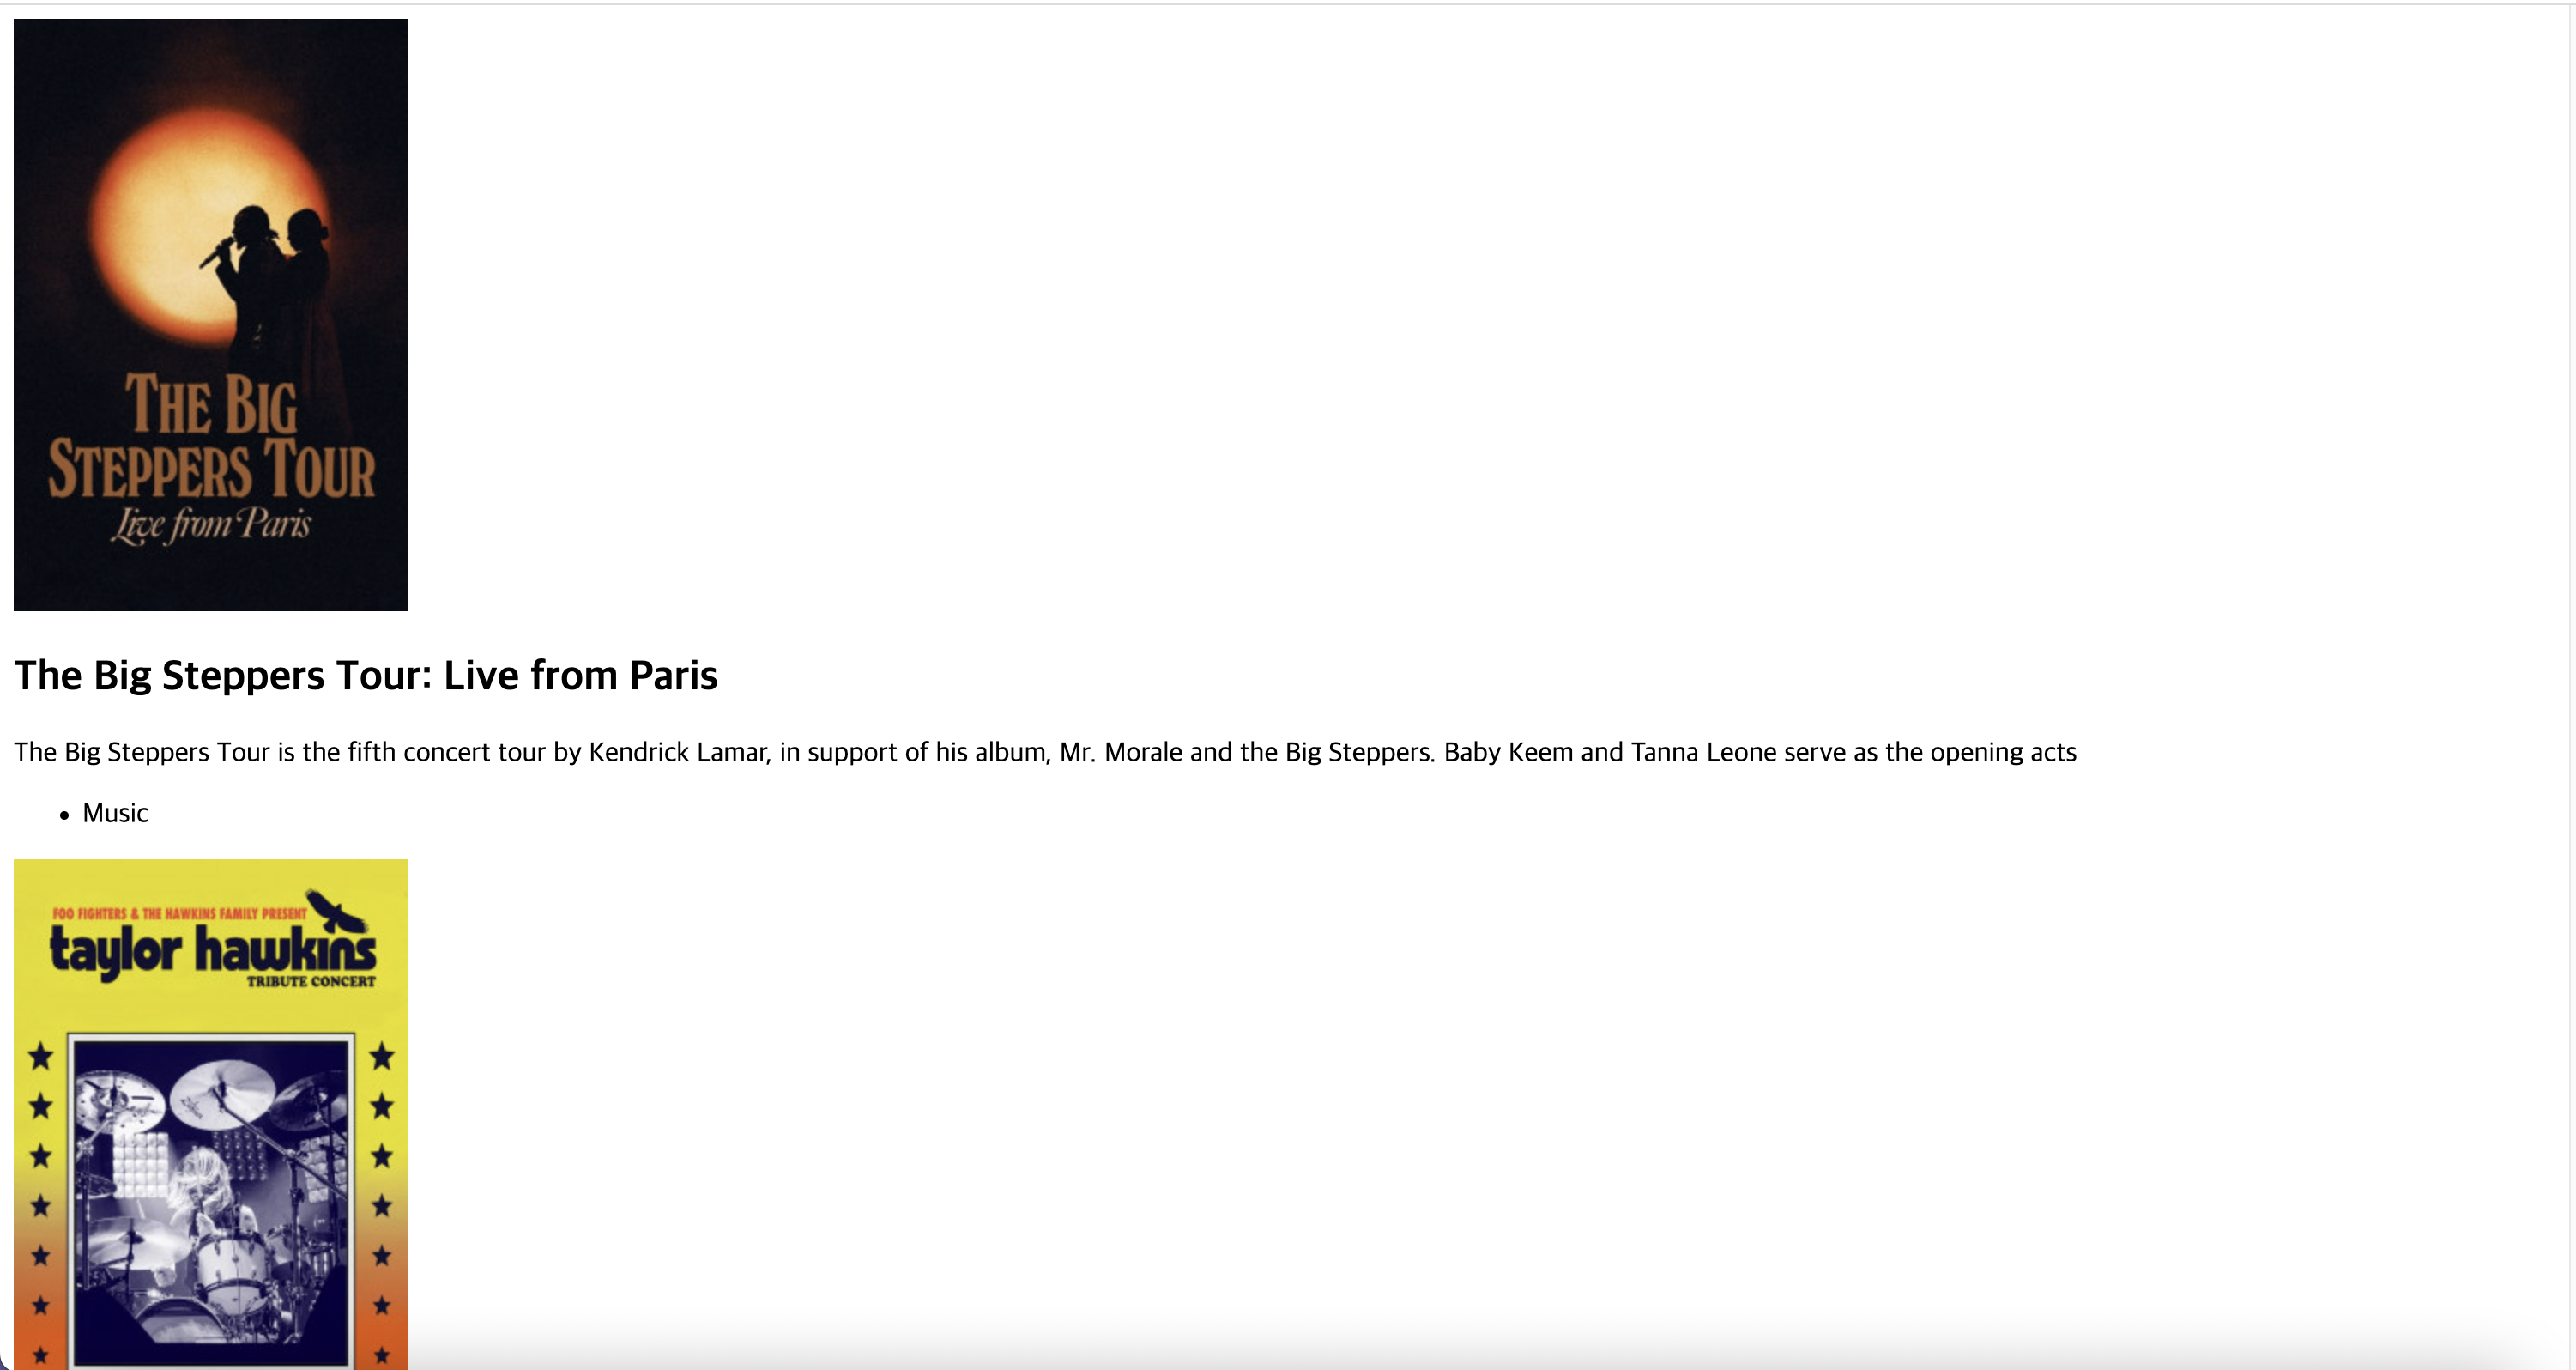 THE BIG
STEPPERS TOUR
Live from Paris
The Big Steppers Tour: Live from Paris
The Big Steppers Tour is the fifth concert tour by Kendrick Lamar, in support of his album, Mr. Morale and the Big Steppers. Baby Keem and Tanna Leone serve as the opening acts
• Music
FOO FIGHTERS & THE HAWKINS FAMILY PRESENT
taylor hawkins
TRIBUTE CONCERT